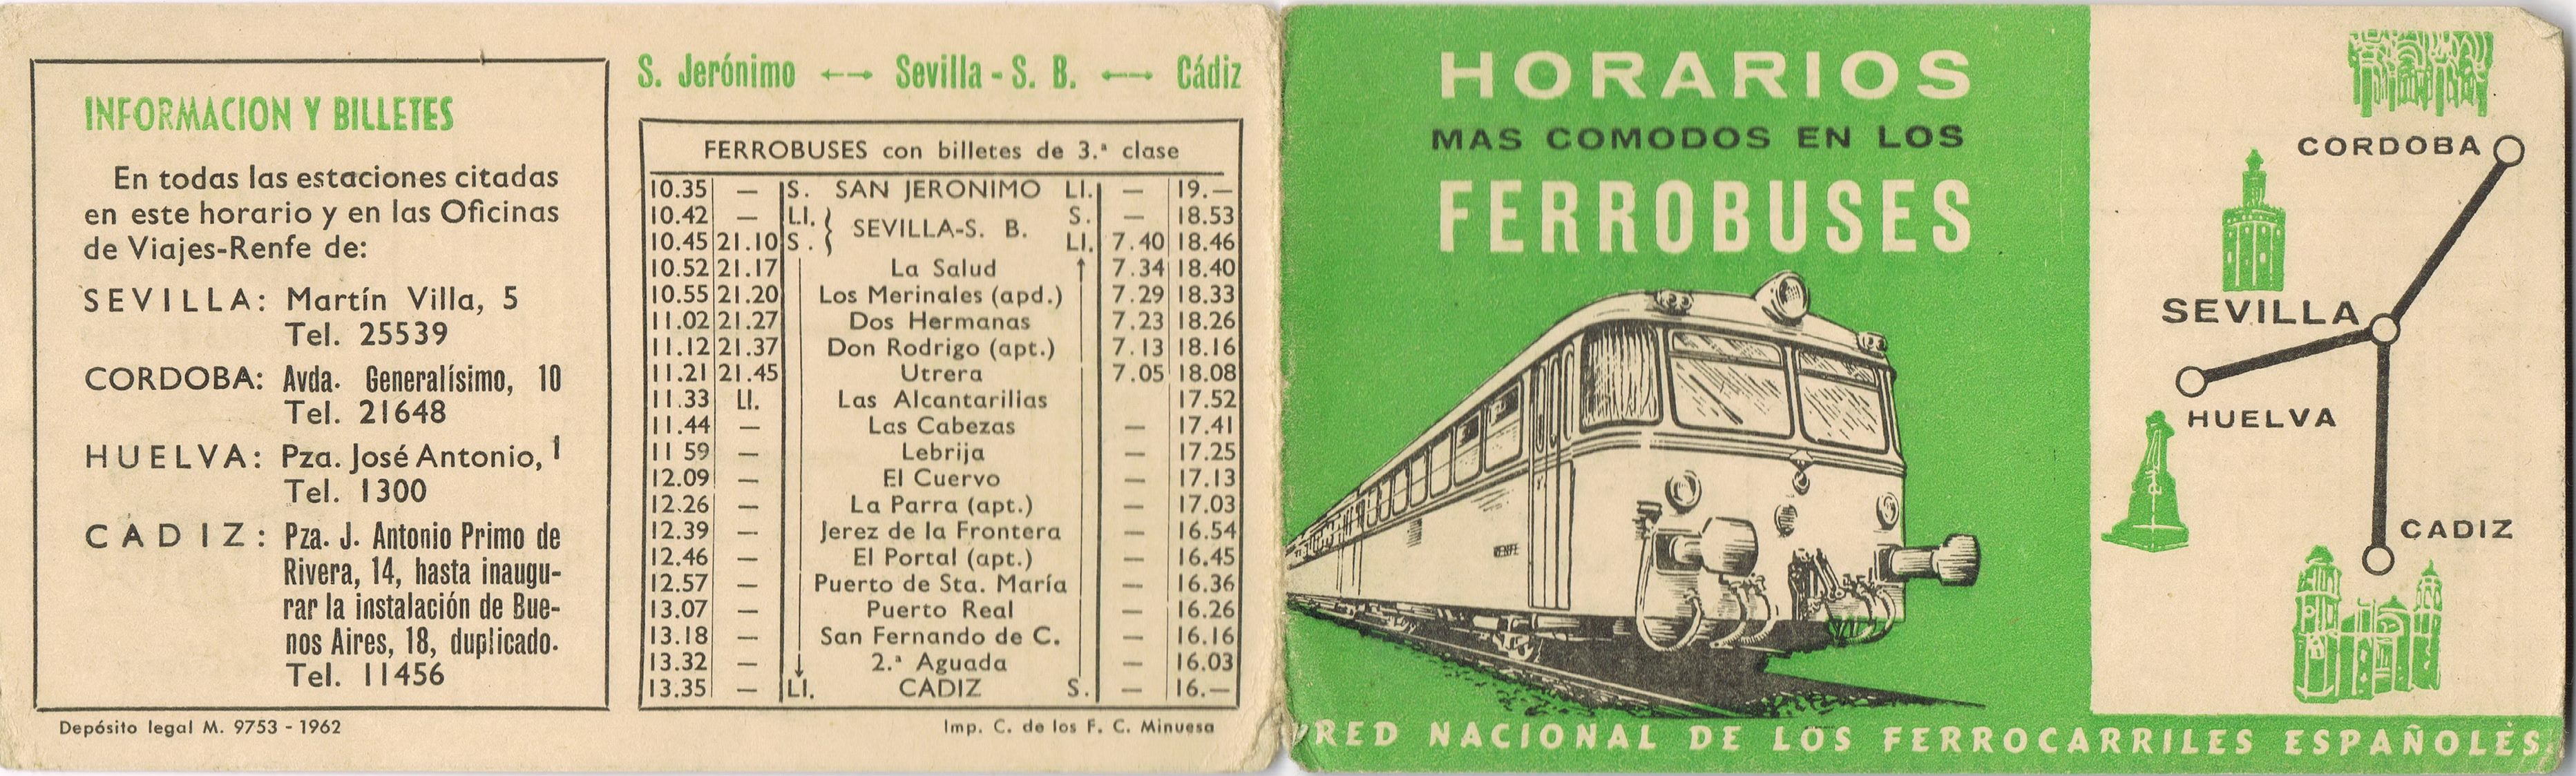 INFORMACION Y BILLETES
En todas las estaciones citadas
en este horario y en las Oficinas
de Viajes-Renfe de:
SEVILLA: Martín Villa, 5
Tel. 25539
CORDOBA: Avda. Generalísimo, 10
Tel. 21648
HUELVA: Pza. José Antonio, 1
Tel. 1300
CADIZ: Pza. J. Antonio Primo de
Rivera, 14, hasta inaugu-
rar la instalación de Bue-
nos Aires, 18, duplicado.
Tel. 11456
Depósito legal M. 9753 - 1962
S. Jerónimo ←→ Sevilla - S. B. ←→ Cádiz
FERROBUSES con billetes de 3.ª clase
10.35 — S. SAN JERONIMO Ll. — 19.—
10.42 — Ll. S. — 18.53
SEVILLA-S. B.
10.45 21.10 S. Ll. 7.40 18.46
10.52 21.17 La Salud ↑ 7.34 18.40
10.55 21.20 Los Merinales (apd.) 7.29 18.33
11.02 21.27 Dos Hermanas 7.23 18.26
11.12 21.37 Don Rodrigo (apt.) 7.13 18.16
11.21 21.45 Utrera 7.05 18.08
11.33 Ll. Las Alcantarilias 17.52
11.44 — Las Cabezas — 17.41
11 59 — Lebrija — 17.25
12.09 — El Cuervo — 17.13
12.26 — La Parra (apt.) — 17.03
12.39 — Jerez de la Frontera — 16.54
12.46 — El Portal (apt.) — 16.45
12.57 — Puerto de Sta. María — 16.36
13.07 — Puerto Real — 16.26
13.18 — San Fernando de C. — 16.16
13.32 — ↓ 2.ª Aguada — 16.03
13.35 — Ll. CADIZ S. — 16.—
Imp. C. de los F. C. Minuesa
HORARIOS
MAS COMODOS EN LOS
FERROBUSES
RENFE
RED NACIONAL DE LOS FERROCARRILES ESPAÑOLES
CORDOBA
SEVILLA
HUELVA
CADIZ